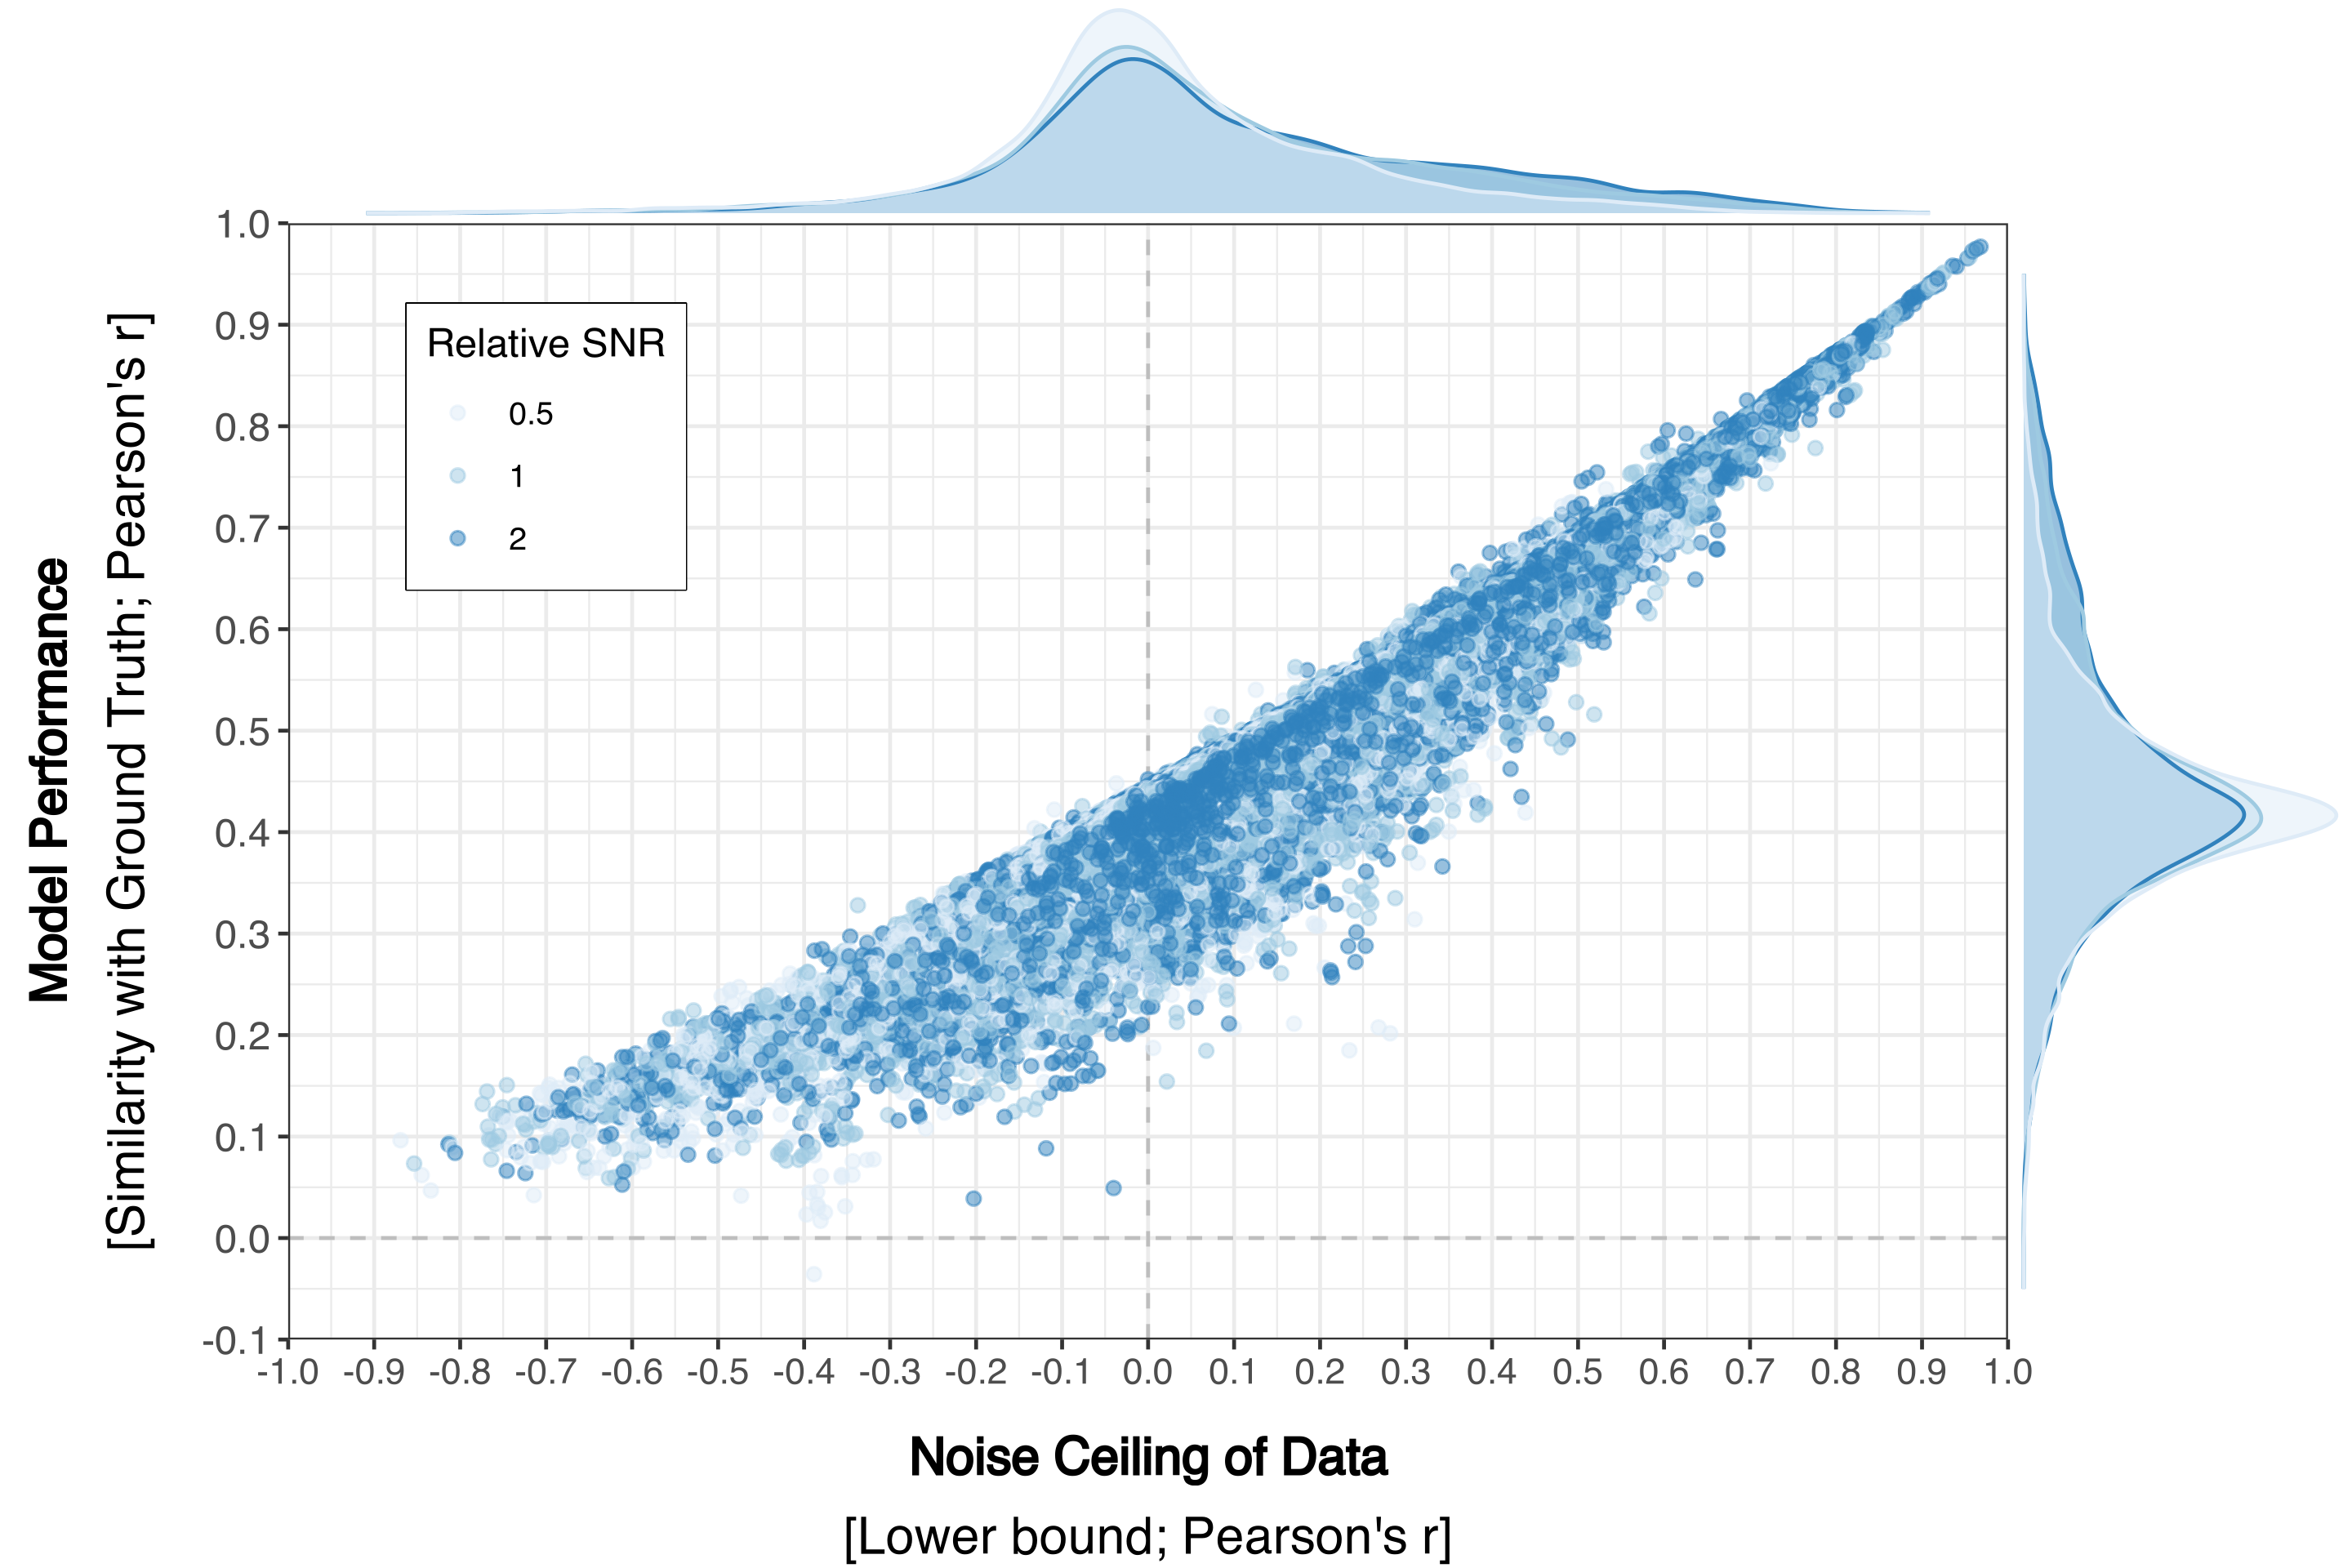 Model Performance
[Similarity with Ground Truth; Pearson's r]
1.0
0.9
0.8
0.7
0.6
0.5
0.4
0.3
0.2
0.1
0.0
-0.1
Relative SNR
0.5
1
2
-1.0 -0.9 -0.8 -0.7 -0.6 -0.5 -0.4 -0.3 -0.2 -0.1 0.0 0.1 0.2 0.3 0.4 0.5 0.6 0.7 0.8 0.9 1.0
Noise Ceiling of Data
[Lower bound; Pearson's r]